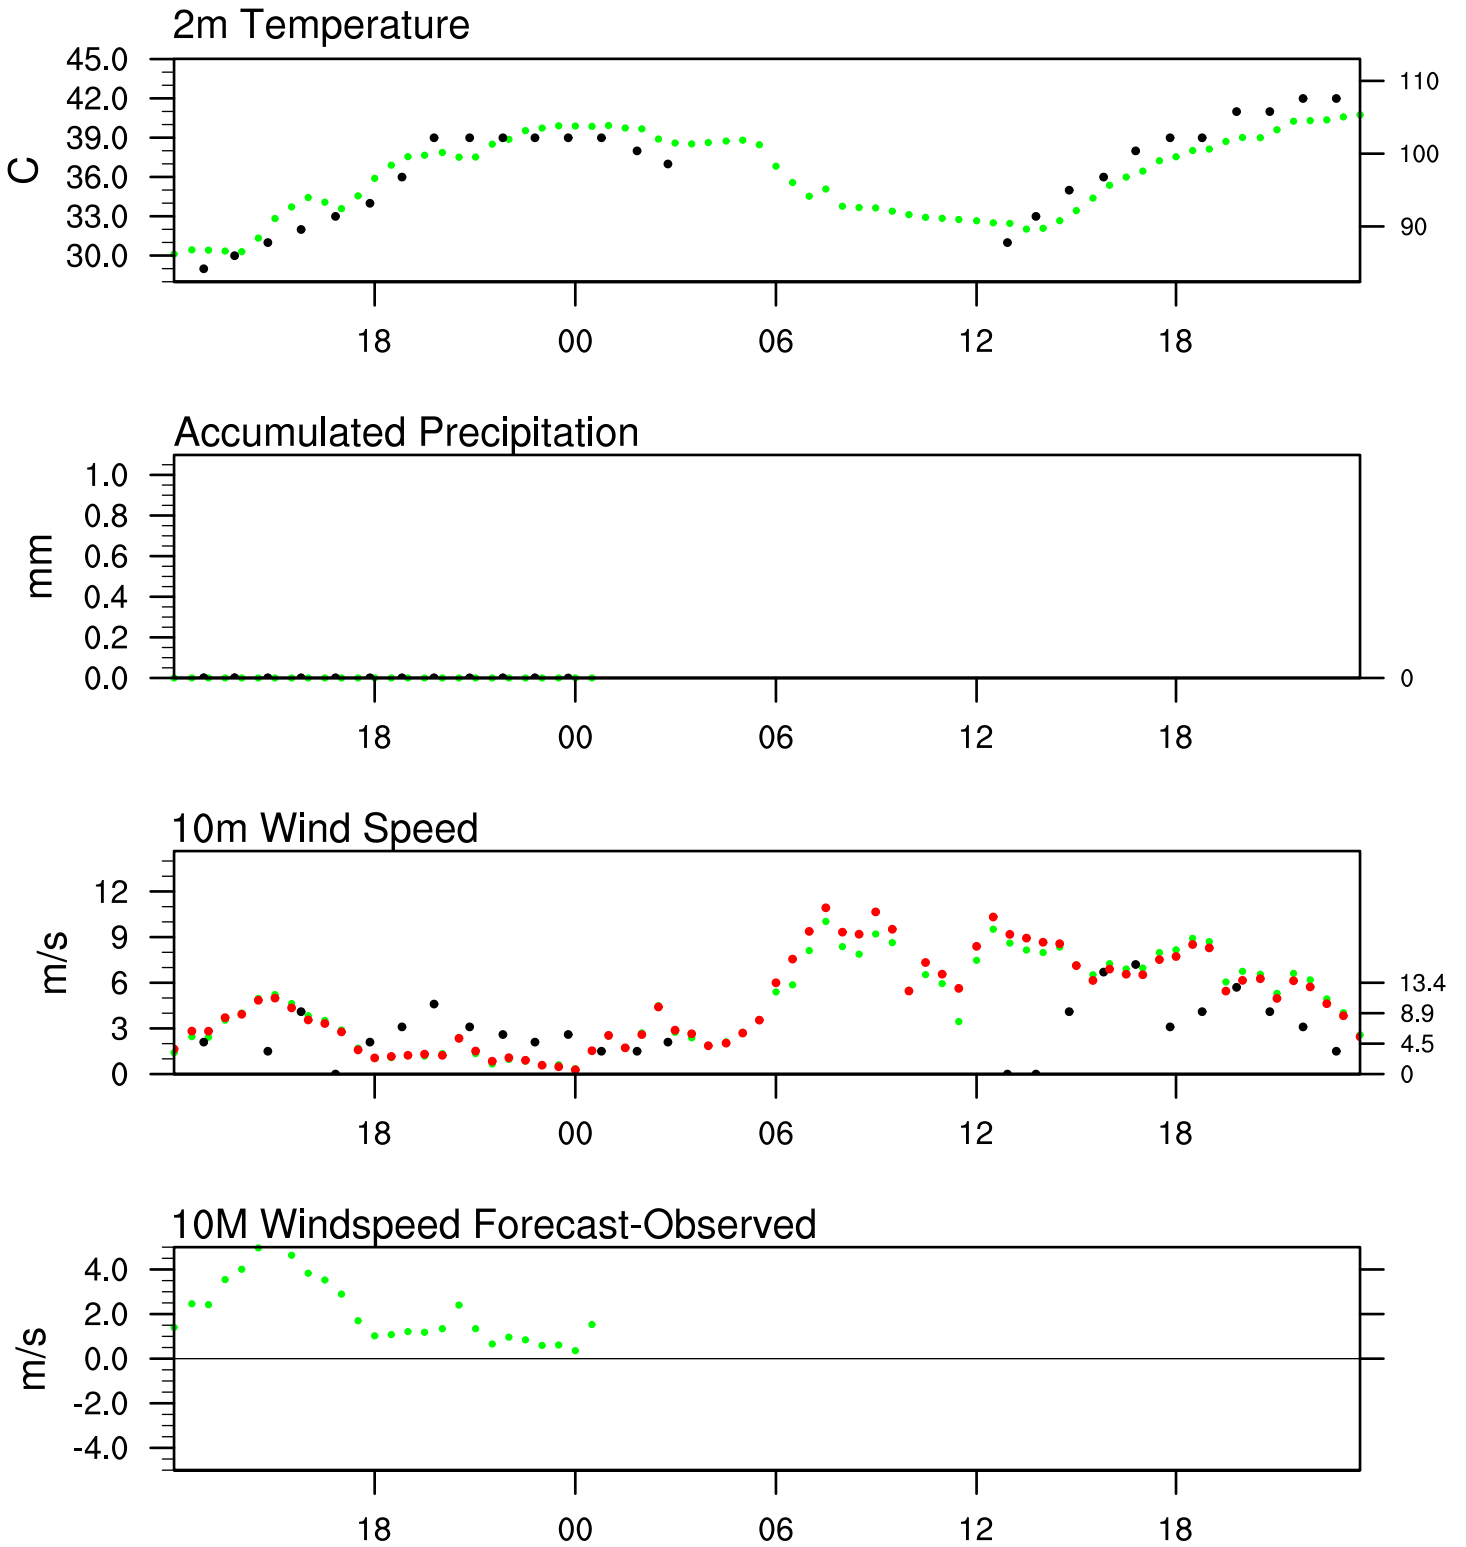 2m Temperature
45.0
42.0
39.0
36.0
33.0
30.0
C
110
100
90
18 00 06 12 18
Accumulated Precipitation
1.0
0.8
0.6
0.4
0.2
0.0
mm
0
18 00 06 12 18
10m Wind Speed
12
9
6
3
0
m/s
13.4
8.9
4.5
0
18 00 06 12 18
10M Windspeed Forecast-Observed
4.0
2.0
0.0
-2.0
-4.0
m/s
18 00 06 12 18